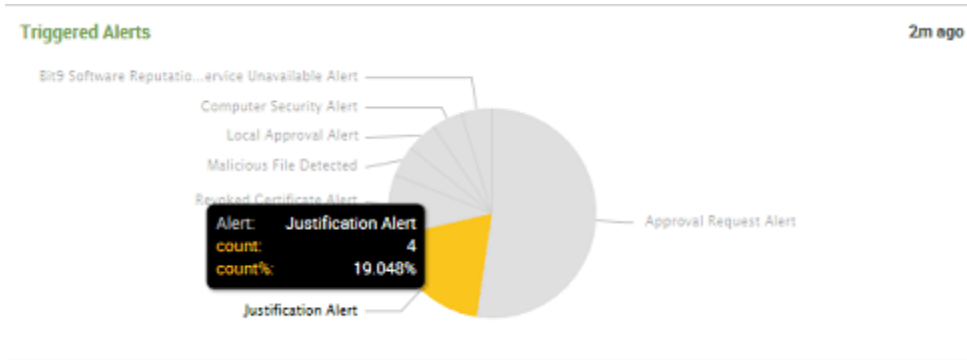 Triggered Alerts
2m ago
Bit9 Software Reputatio...ervice Unavailable Alert
Computer Security Alert
Local Approval Alert
Malicious File Detected
Revoked Certificate Alert
Approval Request Alert
Alert: Justification Alert
count: 4
count%: 19.048%
Justification Alert